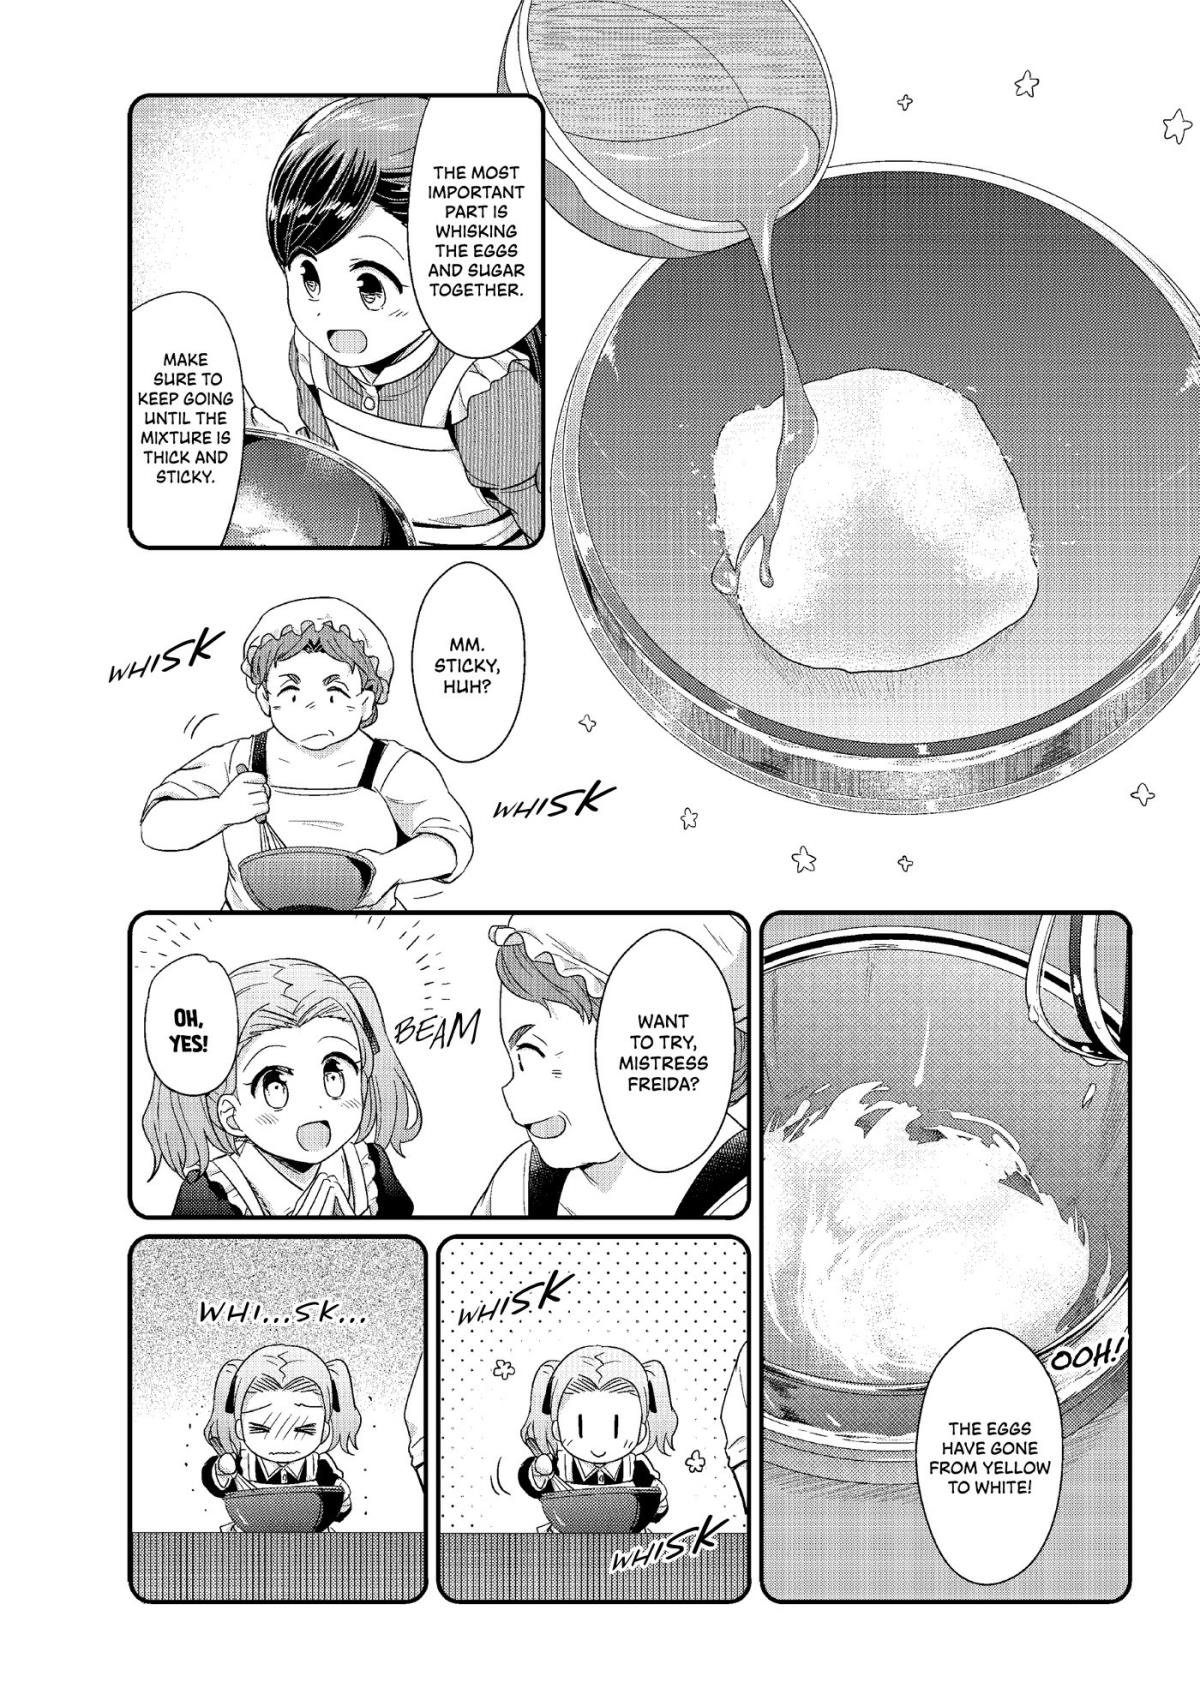 THE MOST
IMPORTANT
PART IS
WHISKING
THE EGGS
AND SUGAR
TOGETHER.
MAKE
SURE TO
KEEP GOING
UNTIL THE
MIXTURE IS
THICK AND
STICKY.
MM.
STICKY,
HUH?
WHISK
WHISK
OOH!
THE EGGS
HAVE GONE
FROM YELLOW
TO WHITE!
WANT
TO TRY,
MISTRESS
FREIDA?
BEAM
OH,
YES!
WHISK
WHISK
WHI...SK...